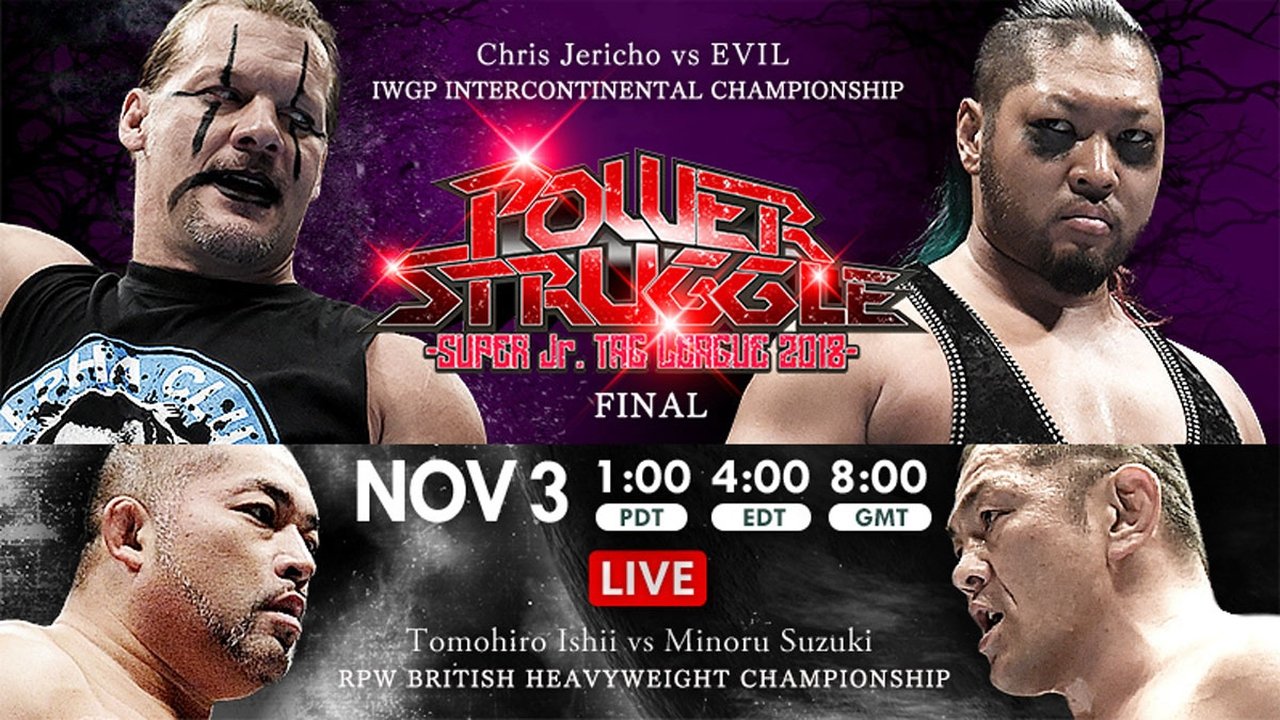 Chris Jericho vs EVIL
IWGP INTERCONTINENTAL CHAMPIONSHIP
POWER
STRUGGLE
-SUPER Jr. TAG LEAGUE 2018-
FINAL
NOV 3 1:00 4:00 8:00
PDT EDT GMT
LIVE
Tomohiro Ishii vs Minoru Suzuki
RPW BRITISH HEAVYWEIGHT CHAMPIONSHIP